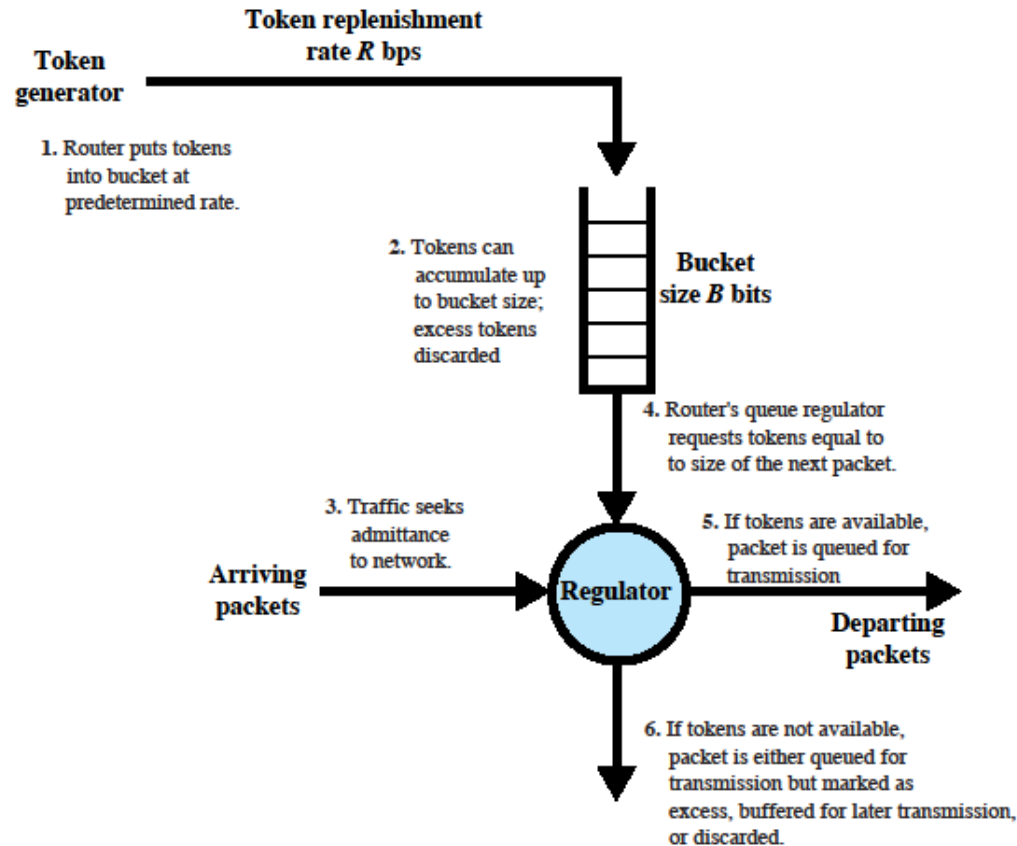 Token replenishment
rate R bps
Token
generator
1. Router puts tokens
into bucket at
predetermined rate.
2. Tokens can
accumulate up
to bucket size;
excess tokens
discarded
Bucket
size B bits
4. Router's queue regulator
requests tokens equal to
to size of the next packet.
3. Traffic seeks
admittance
to network.
5. If tokens are available,
packet is queued for
transmission
Arriving
packets
Regulator
Departing
packets
6. If tokens are not available,
packet is either queued for
transmission but marked as
excess, buffered for later transmission,
or discarded.